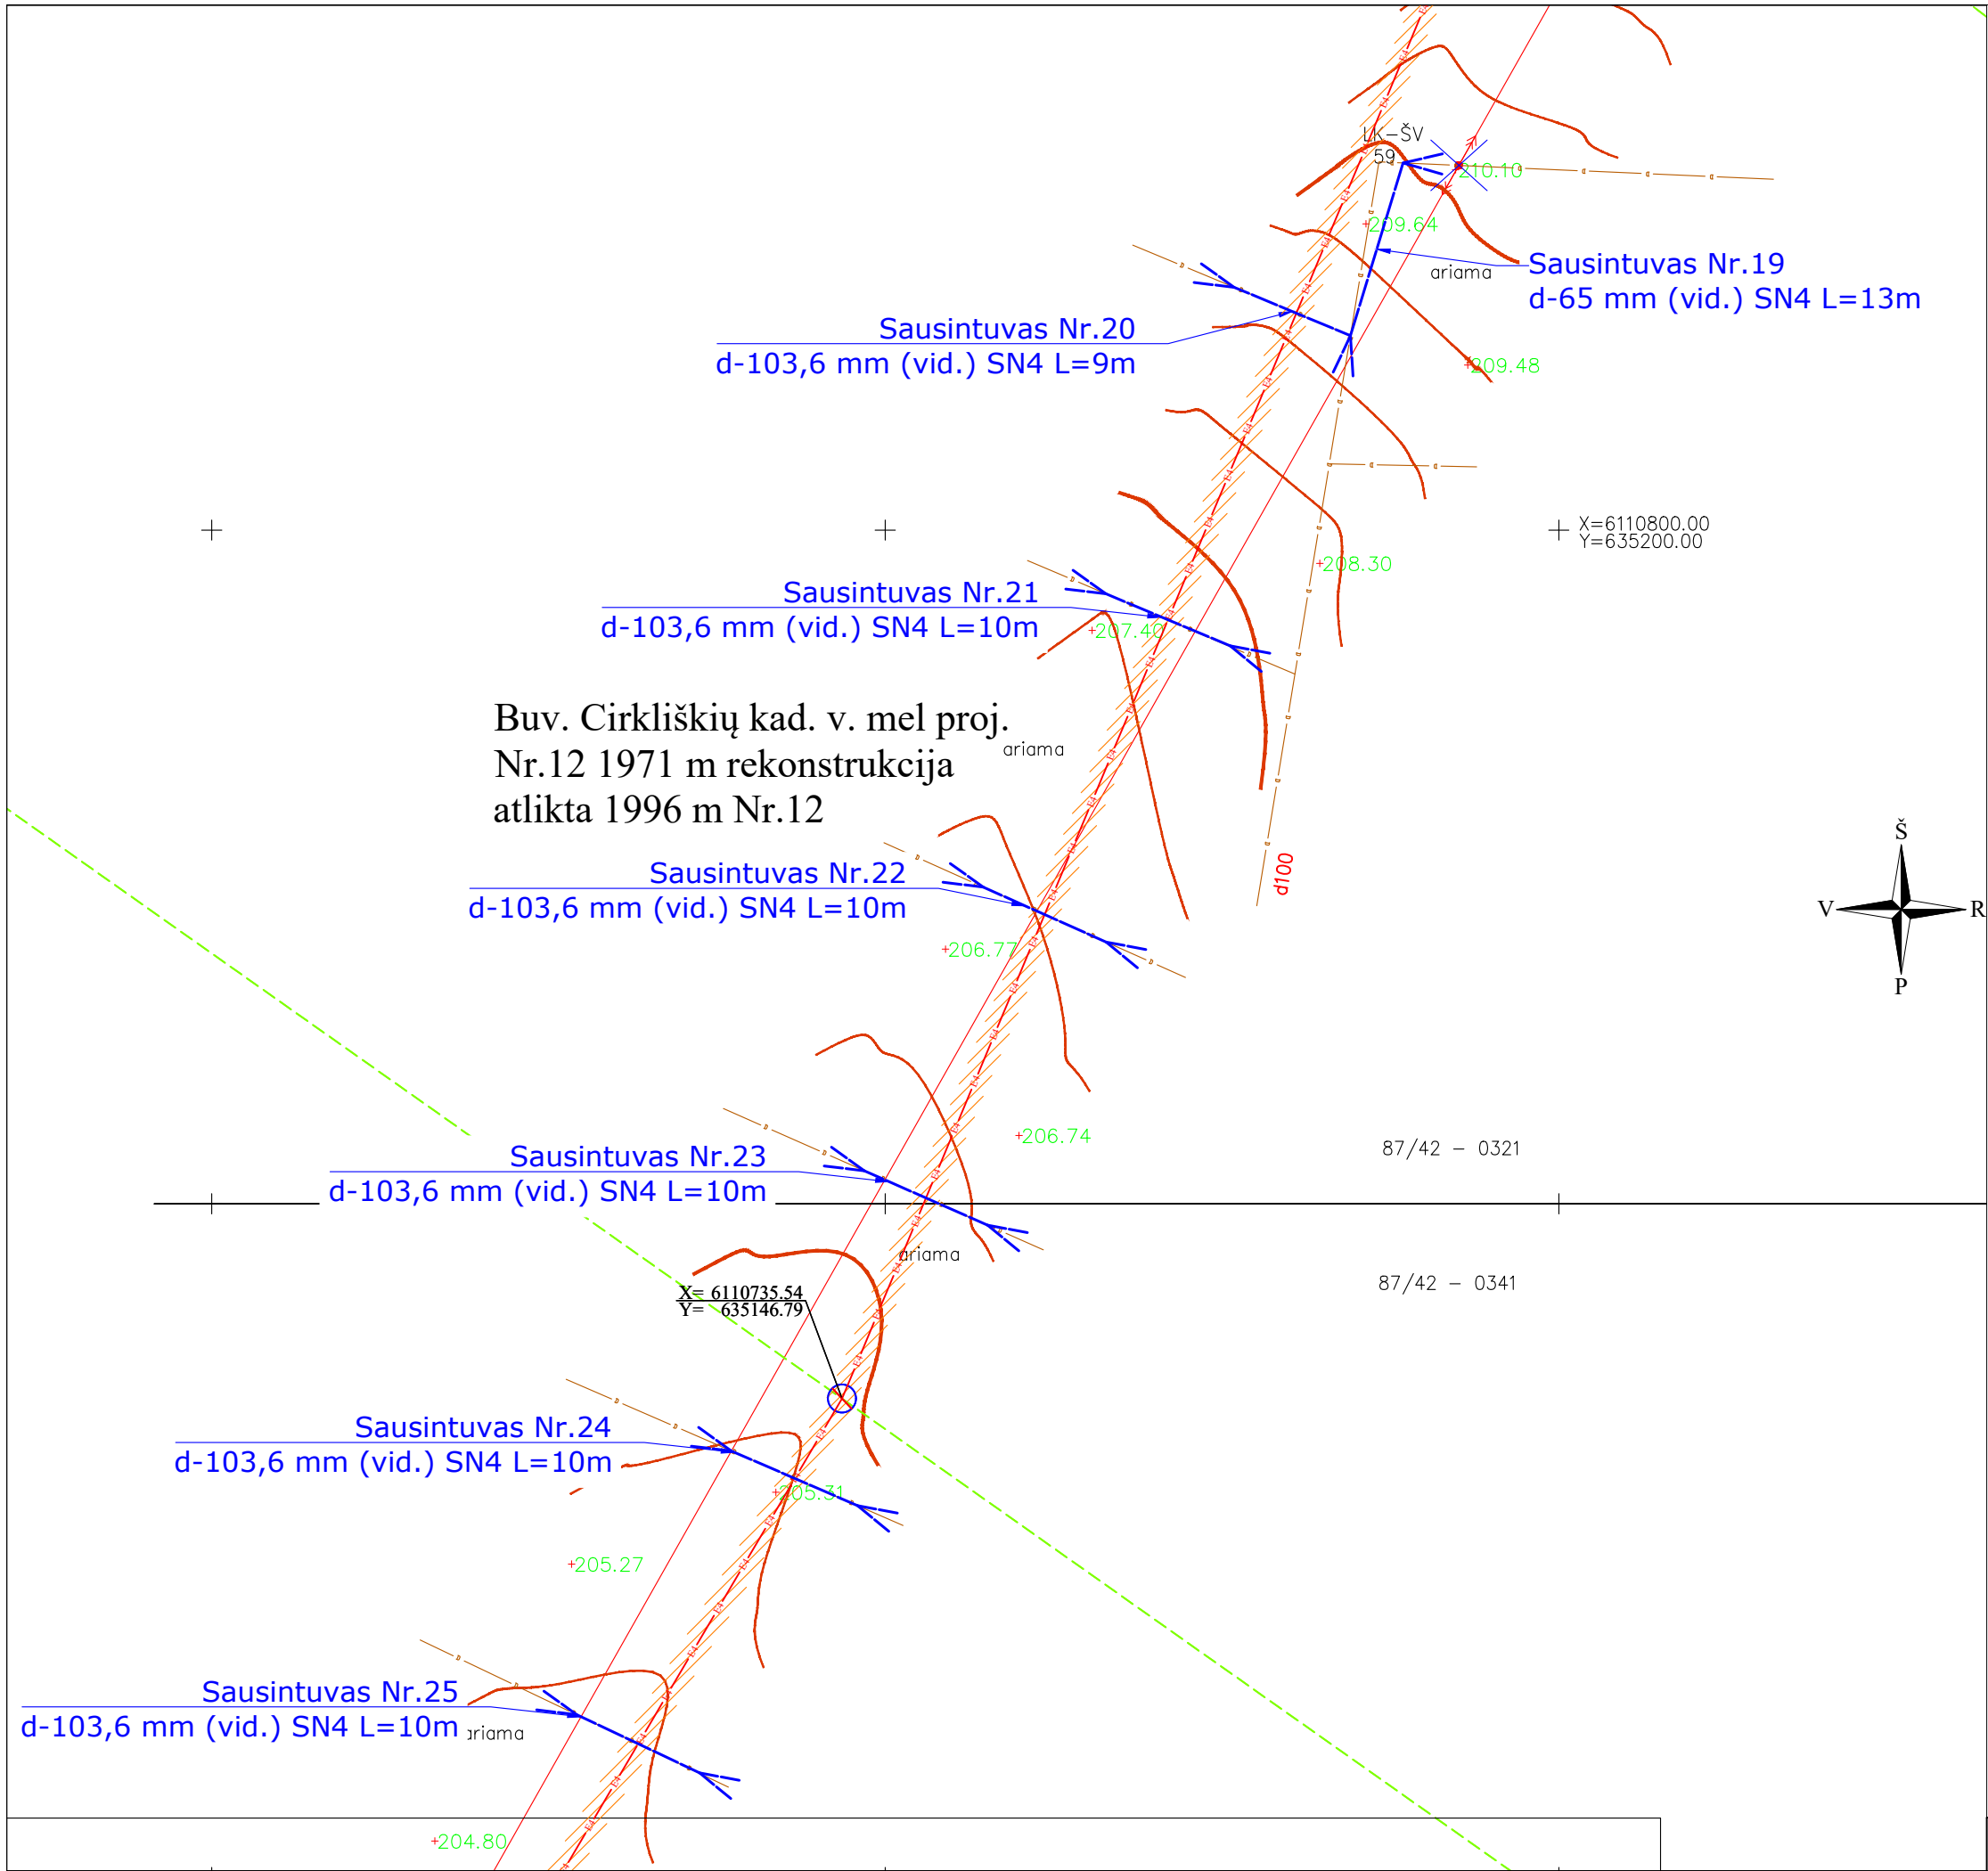 LK-ŠV
59
210.10
209.64
ariama
Sausintuvas Nr.19
d-65 mm (vid.) SN4 L=13m
Sausintuvas Nr.20
d-103,6 mm (vid.) SN4 L=9m
209.48
X=6110800.00
Y=635200.00
208.30
Sausintuvas Nr.21
d-103,6 mm (vid.) SN4 L=10m
207.40
Buv. Cirkliškių kad. v. mel proj.
Nr.12 1971 m rekonstrukcija
atlikta 1996 m Nr.12
ariama
Š
V
R
P
d100
Sausintuvas Nr.22
d-103,6 mm (vid.) SN4 L=10m
206.77
206.74
87/42 - 0321
Sausintuvas Nr.23
d-103,6 mm (vid.) SN4 L=10m
ariama
87/42 - 0341
X= 6110735.54
Y= 635146.79
Sausintuvas Nr.24
d-103,6 mm (vid.) SN4 L=10m
205.31
205.27
Sausintuvas Nr.25
d-103,6 mm (vid.) SN4 L=10m
ariama
204.80
E4